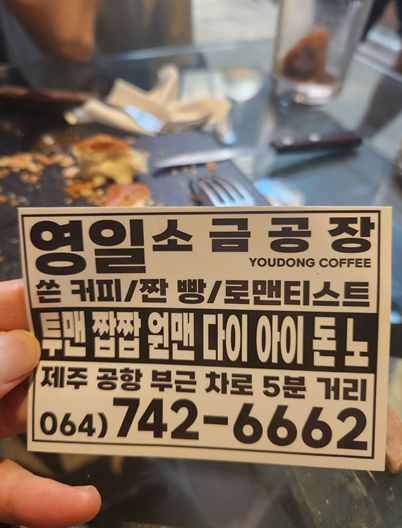 영일소금공장
YOUDONG COFFEE
쓴 커피/짠 빵/로맨티스트
투맨 짭짭 원맨 다이 아이 돈 노
제주 공항 부근 차로 5분 거리
064)742-6662